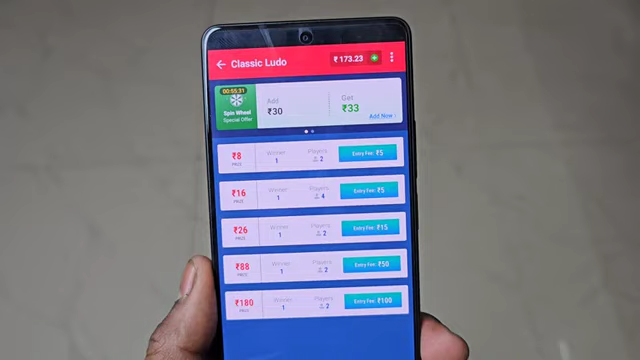 Classic Ludo ₹ 173.23
00:55:31
Spin Wheel
Special Offer
Add
₹30
Get
₹33
Add Now ›
₹8
PRIZE
Winner
1
Players
2
Entry Fee: ₹5
₹16
PRIZE
Winner
1
Players
4
Entry Fee: ₹5
₹26
PRIZE
Winner
1
Players
2
Entry Fee: ₹15
₹88
PRIZE
Winner
1
Players
2
Entry Fee: ₹50
₹180
PRIZE
Winner
1
Players
2
Entry Fee: ₹100